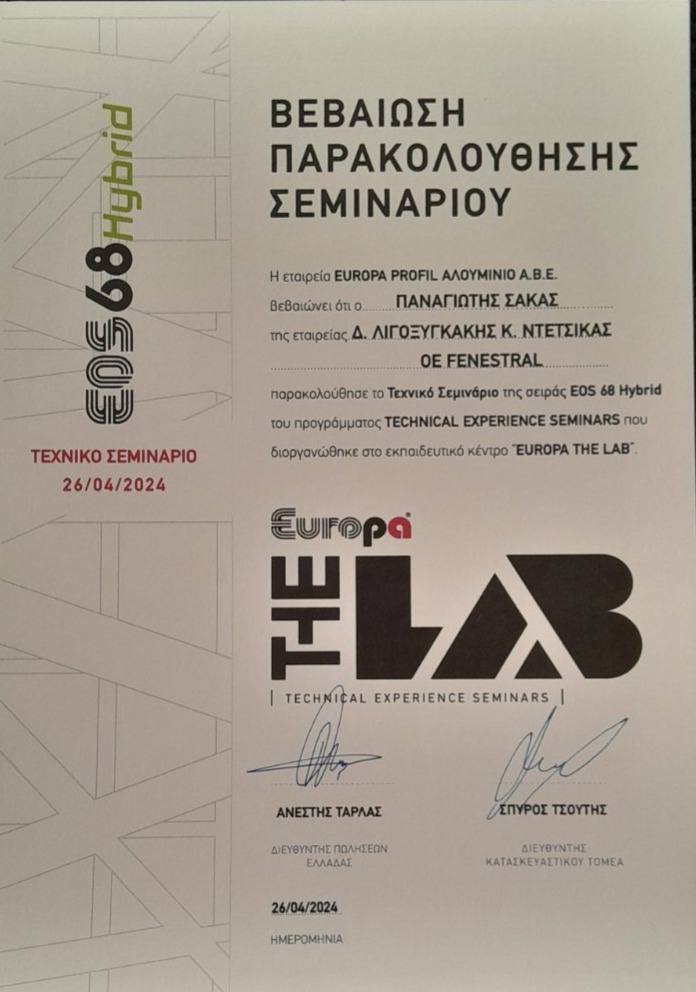 EOS 68 Hybrid
ΤΕΧΝΙΚΟ ΣΕΜΙΝΑΡΙΟ
26/04/2024
ΒΕΒΑΙΩΣΗ
ΠΑΡΑΚΟΛΟΥΘΗΣΗΣ
ΣΕΜΙΝΑΡΙΟΥ
Η εταιρεία EUROPA PROFIL ΑΛΟΥΜΙΝΙΟ Α.Β.Ε.
βεβαιώνει ότι ο ΠΑΝΑΓΙΩΤΗΣ ΣΑΚΑΣ
της εταιρείας Δ. ΛΙΓΟΞΥΓΚΑΚΗΣ Κ. ΝΤΕΤΣΙΚΑΣ
ΟΕ FENESTRAL
παρακολούθησε το Τεχνικό Σεμινάριο της σειράς EOS 68 Hybrid
του προγράμματος TECHNICAL EXPERIENCE SEMINARS που
διοργανώθηκε στο εκπαιδευτικό κέντρο "EUROPA THE LAB".
Europa®
THE LAB
| TECHNICAL EXPERIENCE SEMINARS |
ΑΝΕΣΤΗΣ ΤΑΡΛΑΣ
ΔΙΕΥΘΥΝΤΗΣ ΠΩΛΗΣΕΩΝ
ΕΛΛΑΔΑΣ
ΣΠΥΡΟΣ ΤΣΟΥΤΗΣ
ΔΙΕΥΘΥΝΤΗΣ
ΚΑΤΑΣΚΕΥΑΣΤΙΚΟΥ ΤΟΜΕΑ
26/04/2024
ΗΜΕΡΟΜΗΝΙΑ